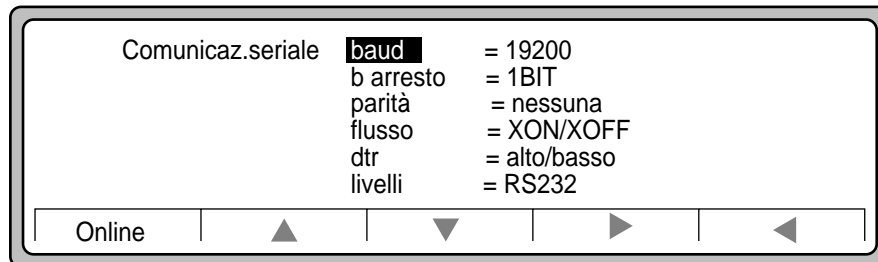 Comunicaz.seriale baud = 19200
b arresto = 1BIT
parità = nessuna
flusso = XON/XOFF
dtr = alto/basso
livelli = RS232
Online